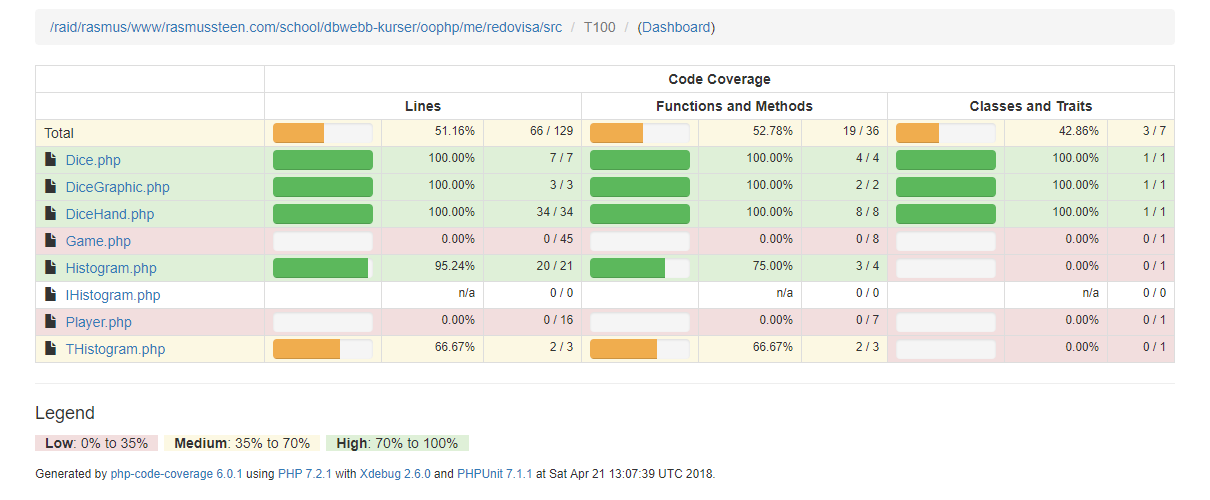 /raid/rasmus/www/rasmussteen.com/school/dbwebb-kurser/oophp/me/redovisa/src / T100 / (Dashboard)
Code Coverage
Lines Functions and Methods Classes and Traits
Total 51.16% 66 / 129 52.78% 19 / 36 42.86% 3 / 7
Dice.php 100.00% 7 / 7 100.00% 4 / 4 100.00% 1 / 1
DiceGraphic.php 100.00% 3 / 3 100.00% 2 / 2 100.00% 1 / 1
DiceHand.php 100.00% 34 / 34 100.00% 8 / 8 100.00% 1 / 1
Game.php 0.00% 0 / 45 0.00% 0 / 8 0.00% 0 / 1
Histogram.php 95.24% 20 / 21 75.00% 3 / 4 0.00% 0 / 1
IHistogram.php n/a 0 / 0 n/a 0 / 0 n/a 0 / 0
Player.php 0.00% 0 / 16 0.00% 0 / 7 0.00% 0 / 1
THistogram.php 66.67% 2 / 3 66.67% 2 / 3 0.00% 0 / 1
Legend
Low: 0% to 35% Medium: 35% to 70% High: 70% to 100%
Generated by php-code-coverage 6.0.1 using PHP 7.2.1 with Xdebug 2.6.0 and PHPUnit 7.1.1 at Sat Apr 21 13:07:39 UTC 2018.